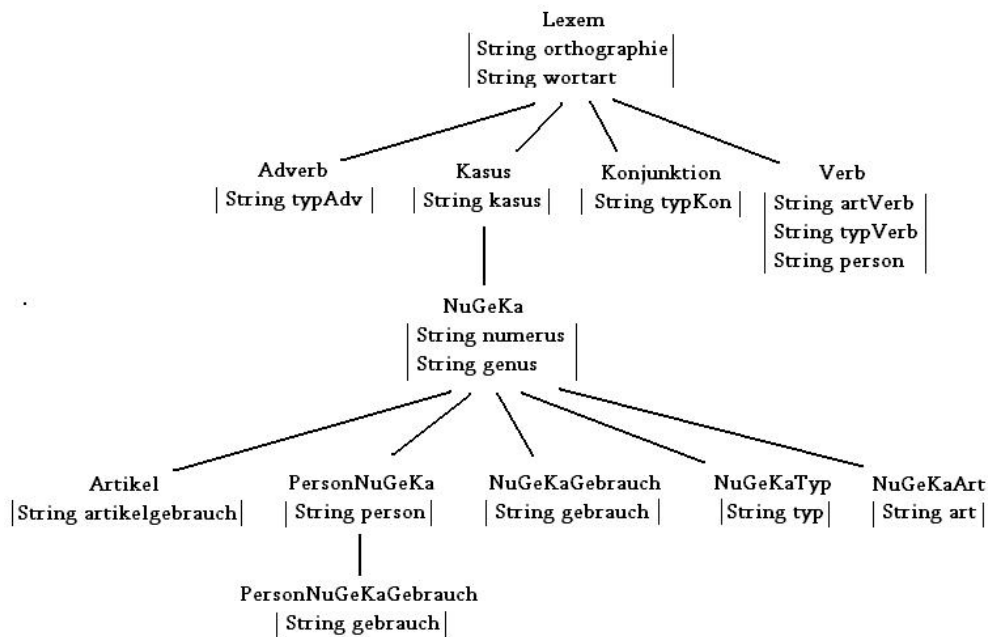 Lexem
String orthographie
String wortart
Adverb Kasus Konjunktion Verb
String typAdv String kasus String typKon String artVerb
String typVerb
String person
NuGeKa
String numerus
String genus
Artikel PersonNuGeKa NuGeKaGebrauch NuGeKaTyp NuGeKaArt
String artikelgebrauch String person String gebrauch String typ String art
PersonNuGeKaGebrauch
String gebrauch